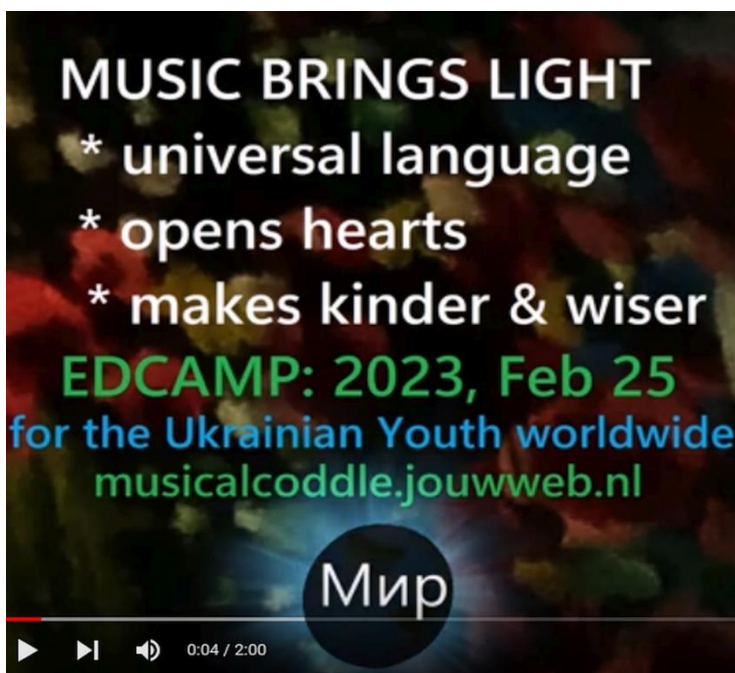 MUSIC BRINGS LIGHT
* universal language
* opens hearts
* makes kinder & wiser
EDCAMP: 2023, Feb 25
for the Ukrainian Youth worldwide
musicalcoddle.jouwweb.nl
Мир
0:04 / 2:00